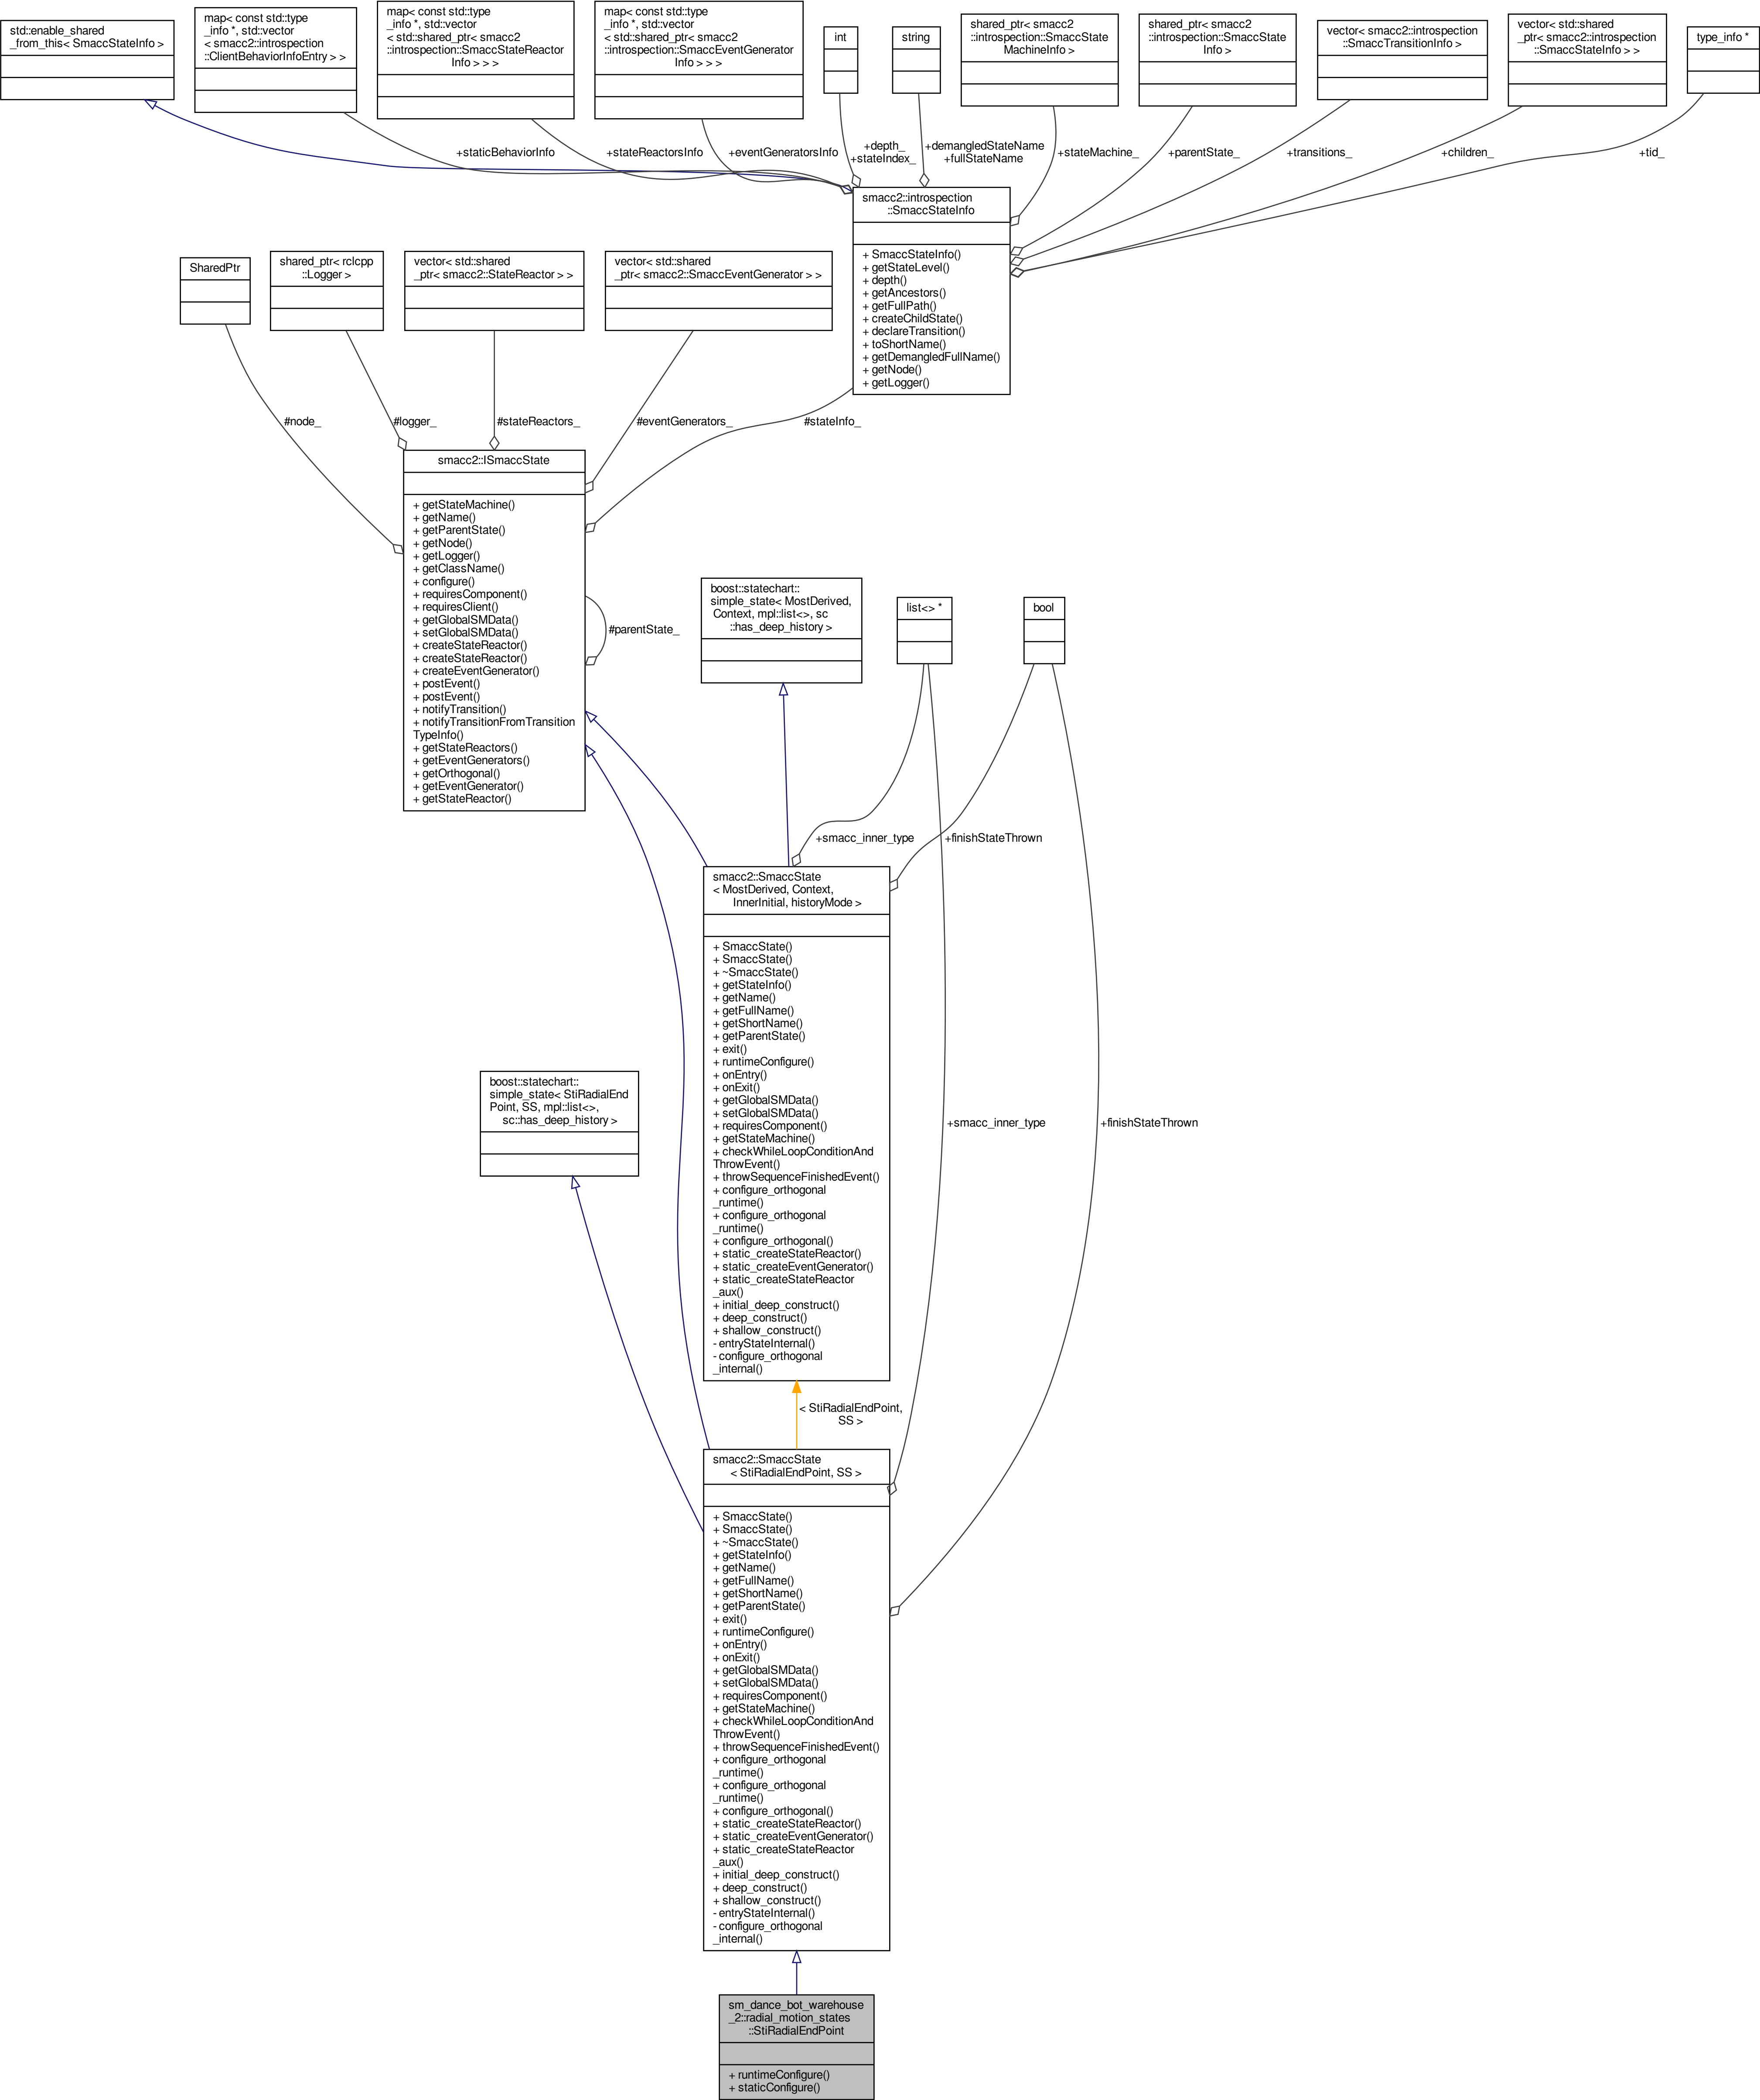 std::enable_shared
_from_this< SmaccStateInfo >
map< const std::type
_info *, std::vector
< smacc2::introspection
::ClientBehaviorInfoEntry > >
map< const std::type
_info *, std::vector
< std::shared_ptr< smacc2
::introspection::SmaccStateReactor
Info > > >
map< const std::type
_info *, std::vector
< std::shared_ptr< smacc2
::introspection::SmaccEventGenerator
Info > > >
int
string
shared_ptr< smacc2
::introspection::SmaccState
MachineInfo >
shared_ptr< smacc2
::introspection::SmaccState
Info >
vector< smacc2::introspection
::SmaccTransitionInfo >
vector< std::shared
_ptr< smacc2::introspection
::SmaccStateInfo > >
type_info *
+staticBehaviorInfo
+stateReactorsInfo
+eventGeneratorsInfo
+depth_
+stateIndex_
+demangledStateName
+fullStateName
+stateMachine_
+parentState_
+transitions_
+children_
+tid_
smacc2::introspection
::SmaccStateInfo
+ SmaccStateInfo()
+ getStateLevel()
+ depth()
+ getAncestors()
+ getFullPath()
+ createChildState()
+ declareTransition()
+ toShortName()
+ getDemangledFullName()
+ getNode()
+ getLogger()
SharedPtr
shared_ptr< rclcpp
::Logger >
vector< std::shared
_ptr< smacc2::StateReactor > >
vector< std::shared
_ptr< smacc2::SmaccEventGenerator > >
#node_
#logger_
#stateReactors_
#eventGenerators_
#stateInfo_
smacc2::ISmaccState
+ getStateMachine()
+ getName()
+ getParentState()
+ getNode()
+ getLogger()
+ getClassName()
+ configure()
+ requiresComponent()
+ requiresClient()
+ getGlobalSMData()
+ setGlobalSMData()
+ createStateReactor()
+ createStateReactor()
+ createEventGenerator()
+ postEvent()
+ postEvent()
+ notifyTransition()
+ notifyTransitionFromTransition
TypeInfo()
+ getStateReactors()
+ getEventGenerators()
+ getOrthogonal()
+ getEventGenerator()
+ getStateReactor()
#parentState_
boost::statechart::
simple_state< MostDerived,
Context, mpl::list<>, sc
::has_deep_history >
list<> *
bool
+smacc_inner_type
+finishStateThrown
smacc2::SmaccState
< MostDerived, Context,
InnerInitial, historyMode >
+ SmaccState()
+ SmaccState()
+ ~SmaccState()
+ getStateInfo()
+ getName()
+ getFullName()
+ getShortName()
+ getParentState()
+ exit()
+ runtimeConfigure()
+ onEntry()
+ onExit()
+ getGlobalSMData()
+ setGlobalSMData()
+ requiresComponent()
+ getStateMachine()
+ checkWhileLoopConditionAnd
ThrowEvent()
+ throwSequenceFinishedEvent()
+ configure_orthogonal
_runtime()
+ configure_orthogonal
_runtime()
+ configure_orthogonal()
+ static_createStateReactor()
+ static_createEventGenerator()
+ static_createStateReactor
_aux()
+ initial_deep_construct()
+ deep_construct()
+ shallow_construct()
- entryStateInternal()
- configure_orthogonal
_internal()
boost::statechart::
simple_state< StiRadialEnd
Point, SS, mpl::list<>,
sc::has_deep_history >
+smacc_inner_type
+finishStateThrown
< StiRadialEndPoint,
SS >
smacc2::SmaccState
< StiRadialEndPoint, SS >
+ SmaccState()
+ SmaccState()
+ ~SmaccState()
+ getStateInfo()
+ getName()
+ getFullName()
+ getShortName()
+ getParentState()
+ exit()
+ runtimeConfigure()
+ onEntry()
+ onExit()
+ getGlobalSMData()
+ setGlobalSMData()
+ requiresComponent()
+ getStateMachine()
+ checkWhileLoopConditionAnd
ThrowEvent()
+ throwSequenceFinishedEvent()
+ configure_orthogonal
_runtime()
+ configure_orthogonal
_runtime()
+ configure_orthogonal()
+ static_createStateReactor()
+ static_createEventGenerator()
+ static_createStateReactor
_aux()
+ initial_deep_construct()
+ deep_construct()
+ shallow_construct()
- entryStateInternal()
- configure_orthogonal
_internal()
sm_dance_bot_warehouse
_2::radial_motion_states
::StiRadialEndPoint
+ runtimeConfigure()
+ staticConfigure()